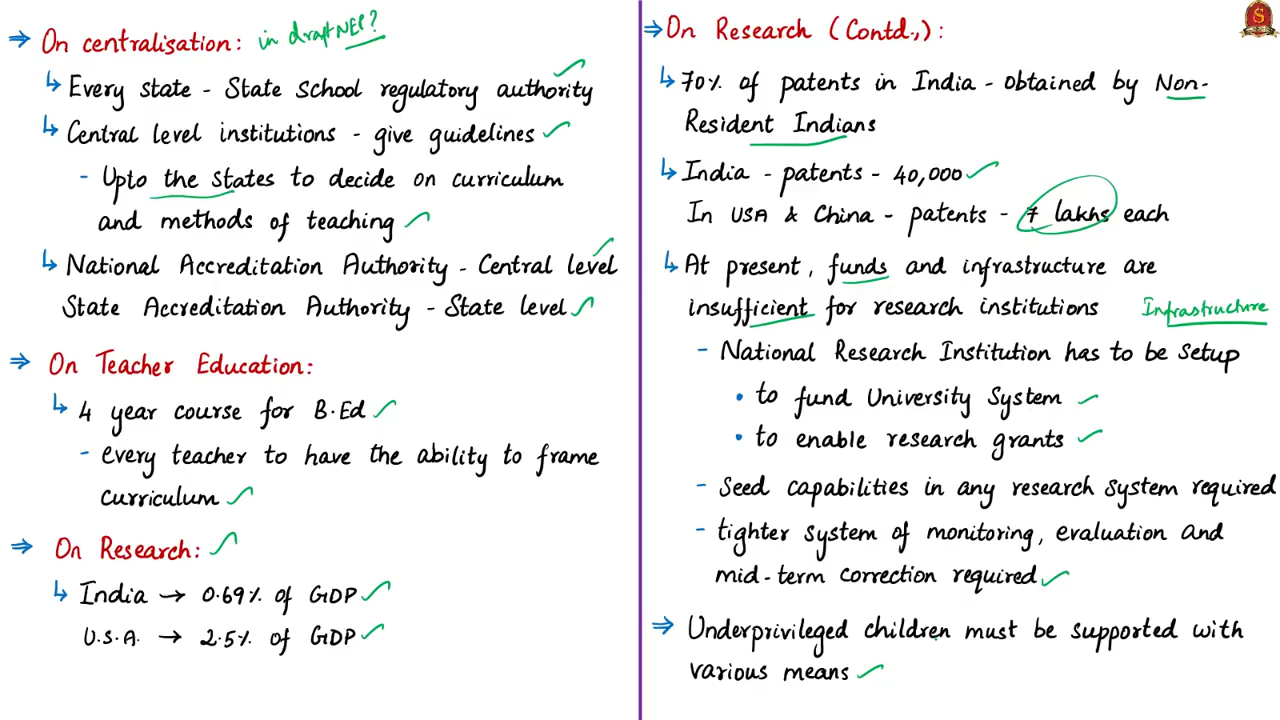 ⇒ On centralisation: in draft NEP?
↳ Every state - State School regulatory authority
↳ Central level institutions - give guidelines
- Upto the states to decide on curriculum
and methods of teaching
↳ National Accreditation Authority - Central level
State Accreditation Authority - State level
⇒ On Teacher Education:
↳ 4 year course for B.Ed
- every teacher to have the ability to frame
curriculum
⇒ On Research:
↳ India → 0.69% of GDP
U.S.A. → 2.5% of GDP
⇒ On Research (Contd.,):
↳ 70% of patents in India - obtained by Non-
Resident Indians
↳ India - patents - 40,000
In USA & China - patents - 7 lakhs each
↳ At present, funds and infrastructure are
insufficient for research institutions Infrastructure
- National Research Institution has to be setup
• to fund University System
• to enable research grants
- Seed capabilities in any research system required
- tighter system of monitoring, evaluation and
mid-term correction required
⇒ Underprivileged children must be supported with
various means
S